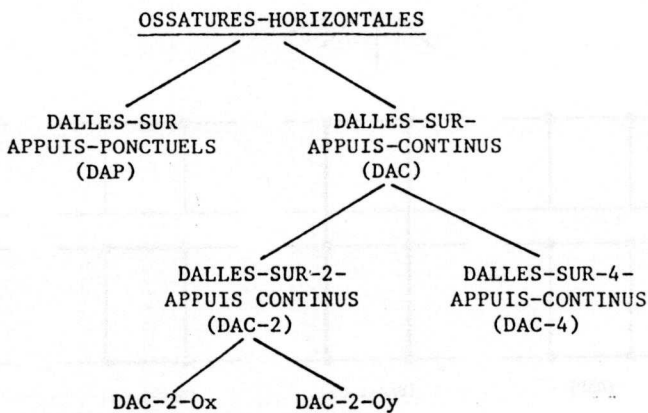 OSSATURES-HORIZONTALES
DALLES-SUR
APPUIS-PONCTUELS
(DAP)
DALLES-SUR-
APPUIS-CONTINUS
(DAC)
DALLES-SUR-2-
APPUIS CONTINUS
(DAC-2)
DALLES-SUR-4-
APPUIS-CONTINUS
(DAC-4)
DAC-2-Ox
DAC-2-Oy